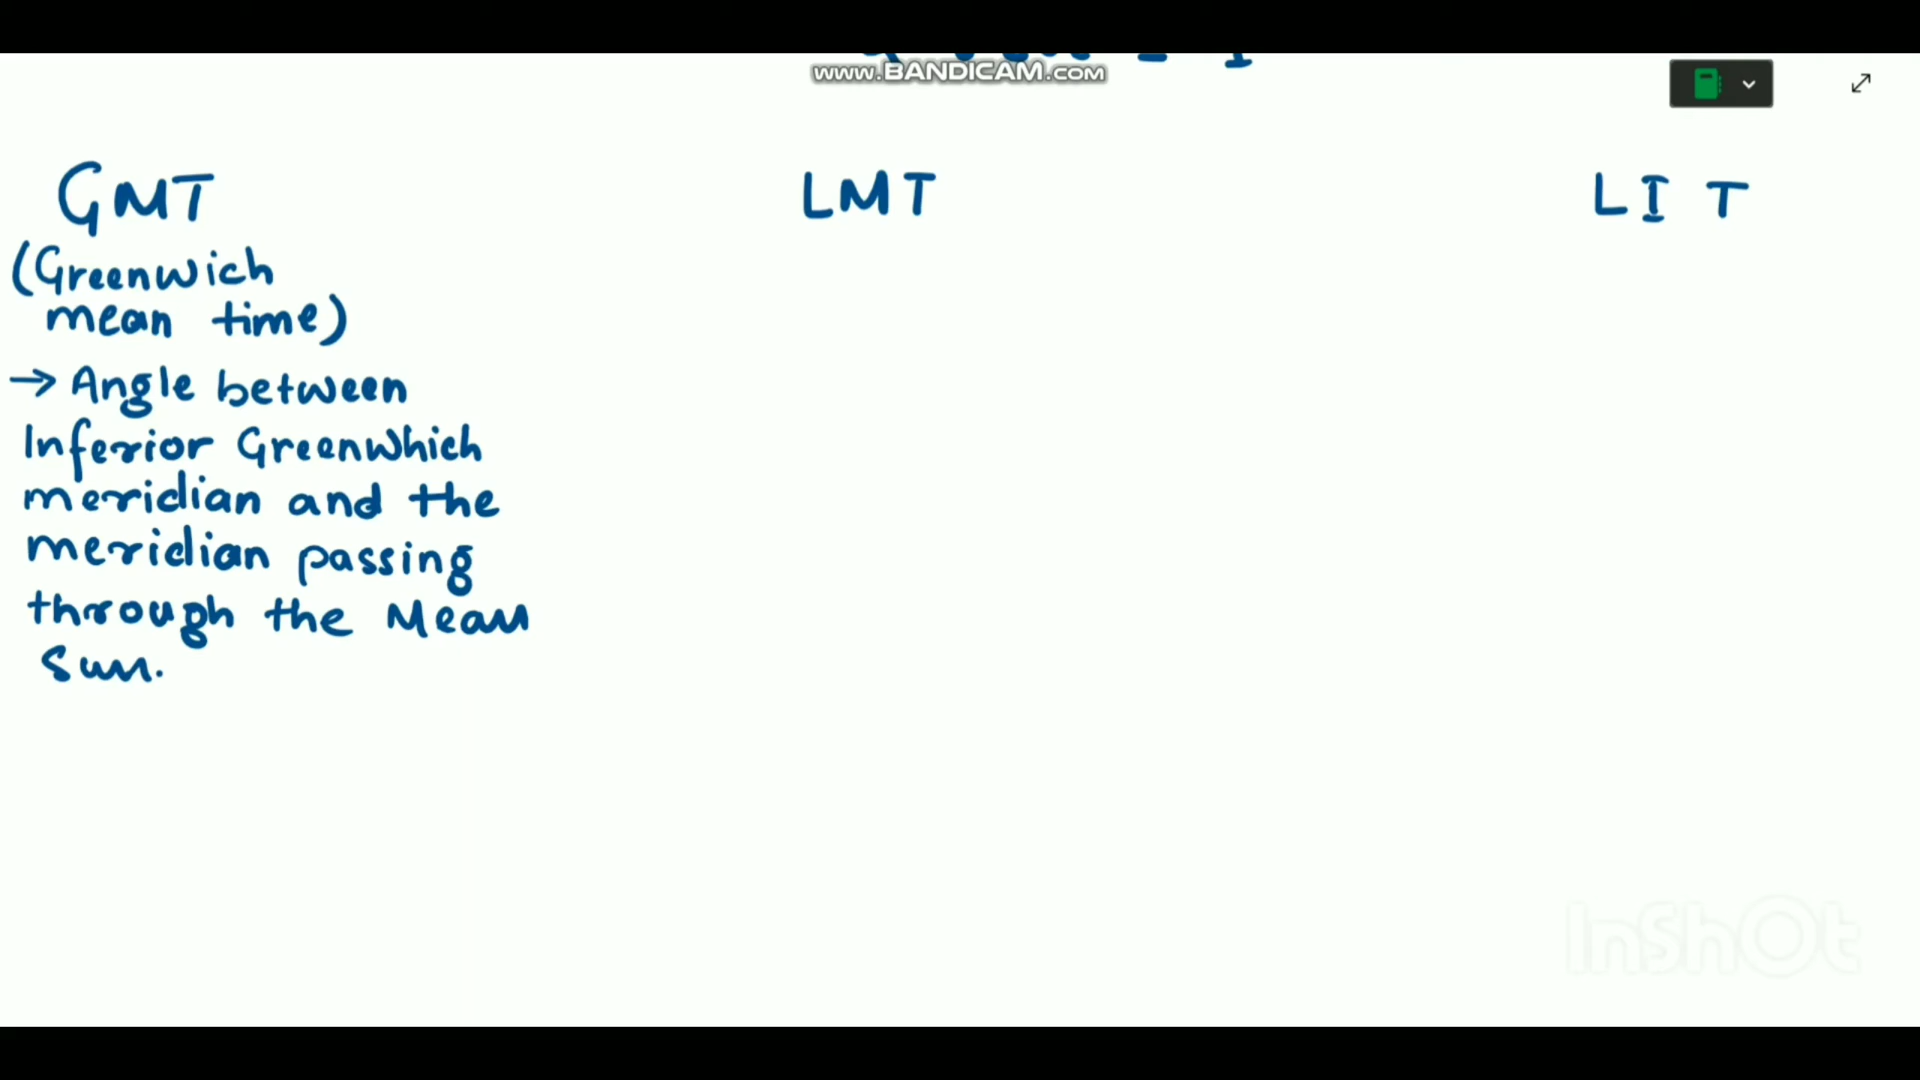 www.BANDICAM.com
GMT
(Greenwich
mean time)
→ Angle between
Inferior Greenwhich
meridian and the
meridian passing
through the Mean
Sun.
LMT
LIT
InShOt